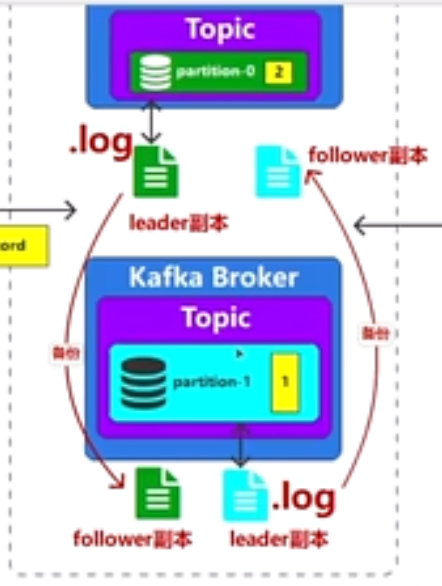 Topic
partition-0 2
.log
follower副本
leader副本
ord
Kafka Broker
Topic
备份
备份
partition-1 1
.log
follower副本
leader副本